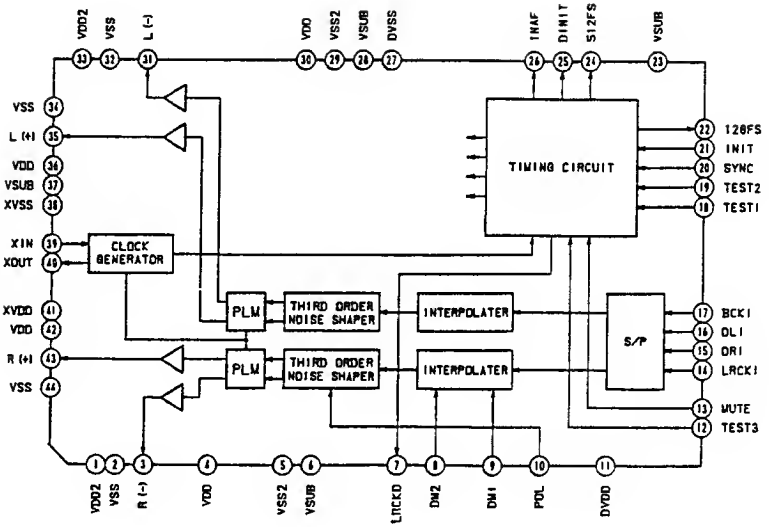 VDD2
VSS
L (-)
VDD
VSS2
VSUB
DVSS
INAF
DINIT
512FS
VSUB
33
32
31
30
29
28
27
26
25
24
23
VSS
34
L (+)
35
VDD
36
VSUB
37
XVSS
38
XIN
39
XOUT
40
XVDD
41
VDD
42
R (+)
43
VSS
44
TIMING CIRCUIT
CLOCK
GENERATOR
PLM
THIRD ORDER
NOISE SHAPER
INTERPOLATER
PLM
THIRD ORDER
NOISE SHAPER
INTERPOLATER
S/P
22
128FS
21
INIT
20
SYNC
19
TEST2
18
TEST1
17
BCKI
16
DLI
15
DRI
14
LRCKI
13
MUTE
12
TEST3
1
2
3
4
5
6
7
8
9
10
11
VDD2
VSS
R (-)
VDD
VSS2
VSUB
LRCKO
DM2
DM1
POL
DVDD